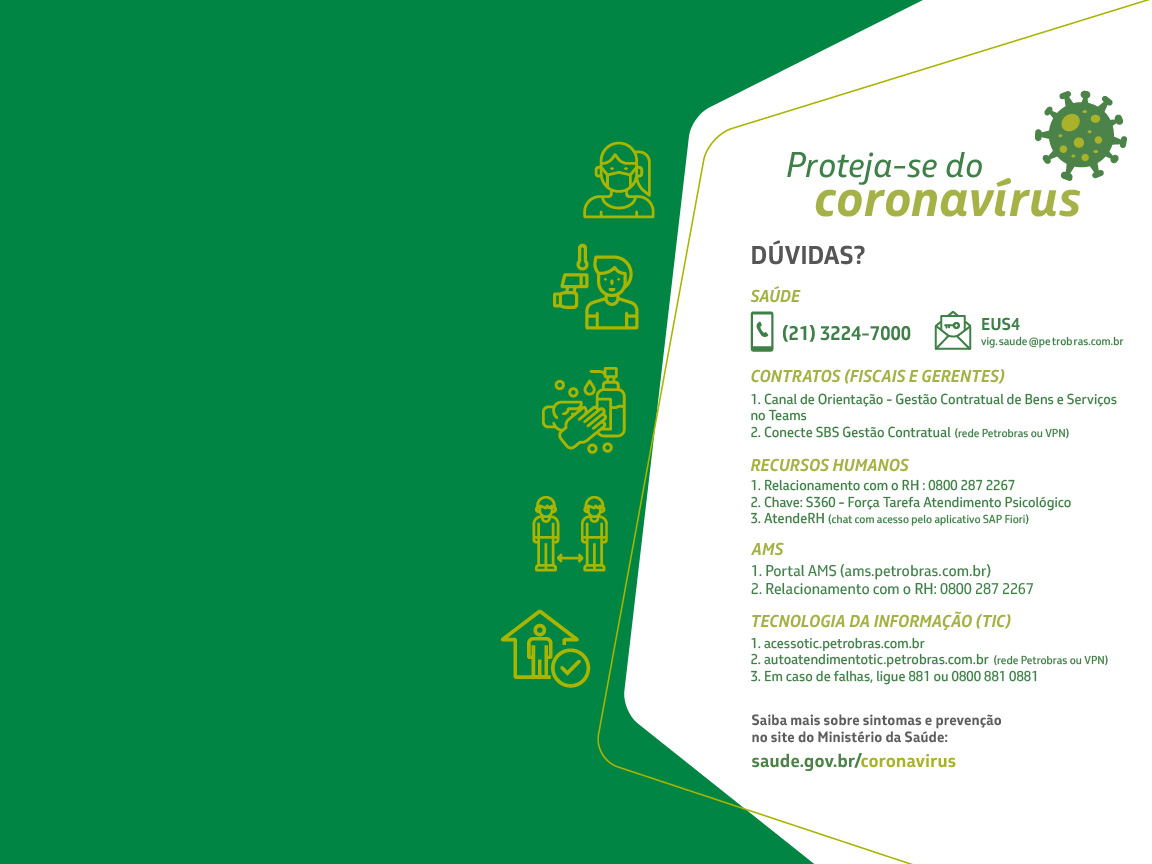 Proteja-se do
coronavírus
DÚVIDAS?
SAÚDE
(21) 3224-7000
EUS4
vig.saude@petrobras.com.br
CONTRATOS (FISCAIS E GERENTES)
1. Canal de Orientação - Gestão Contratual de Bens e Serviços
no Teams
2. Conecte SBS Gestão Contratual (rede Petrobras ou VPN)
RECURSOS HUMANOS
1. Relacionamento com o RH : 0800 287 2267
2. Chave: S360 - Força Tarefa Atendimento Psicológico
3. AtendeRH (chat com acesso pelo aplicativo SAP Fiori)
AMS
1. Portal AMS (ams.petrobras.com.br)
2. Relacionamento com o RH: 0800 287 2267
TECNOLOGIA DA INFORMAÇÃO (TIC)
1. acessotic.petrobras.com.br
2. autoatendimentotic.petrobras.com.br (rede Petrobras ou VPN)
3. Em caso de falhas, ligue 881 ou 0800 881 0881
Saiba mais sobre sintomas e prevenção
no site do Ministério da Saúde:
saude.gov.br/coronavirus